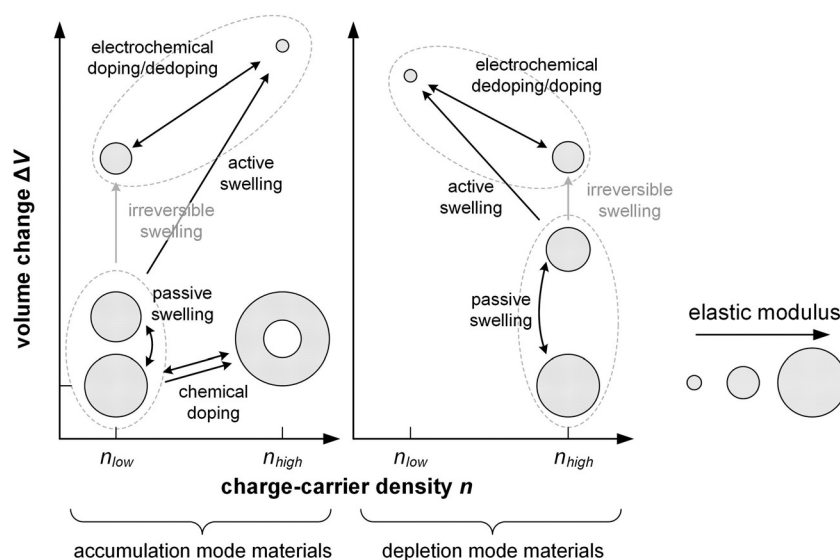 volume change ΔV
electrochemical
doping/dedoping
active
swelling
irreversible
swelling
passive
swelling
chemical
doping
n_low
n_high
electrochemical
dedoping/doping
active
swelling
irreversible
swelling
passive
swelling
n_low
n_high
elastic modulus
charge-carrier density n
accumulation mode materials
depletion mode materials